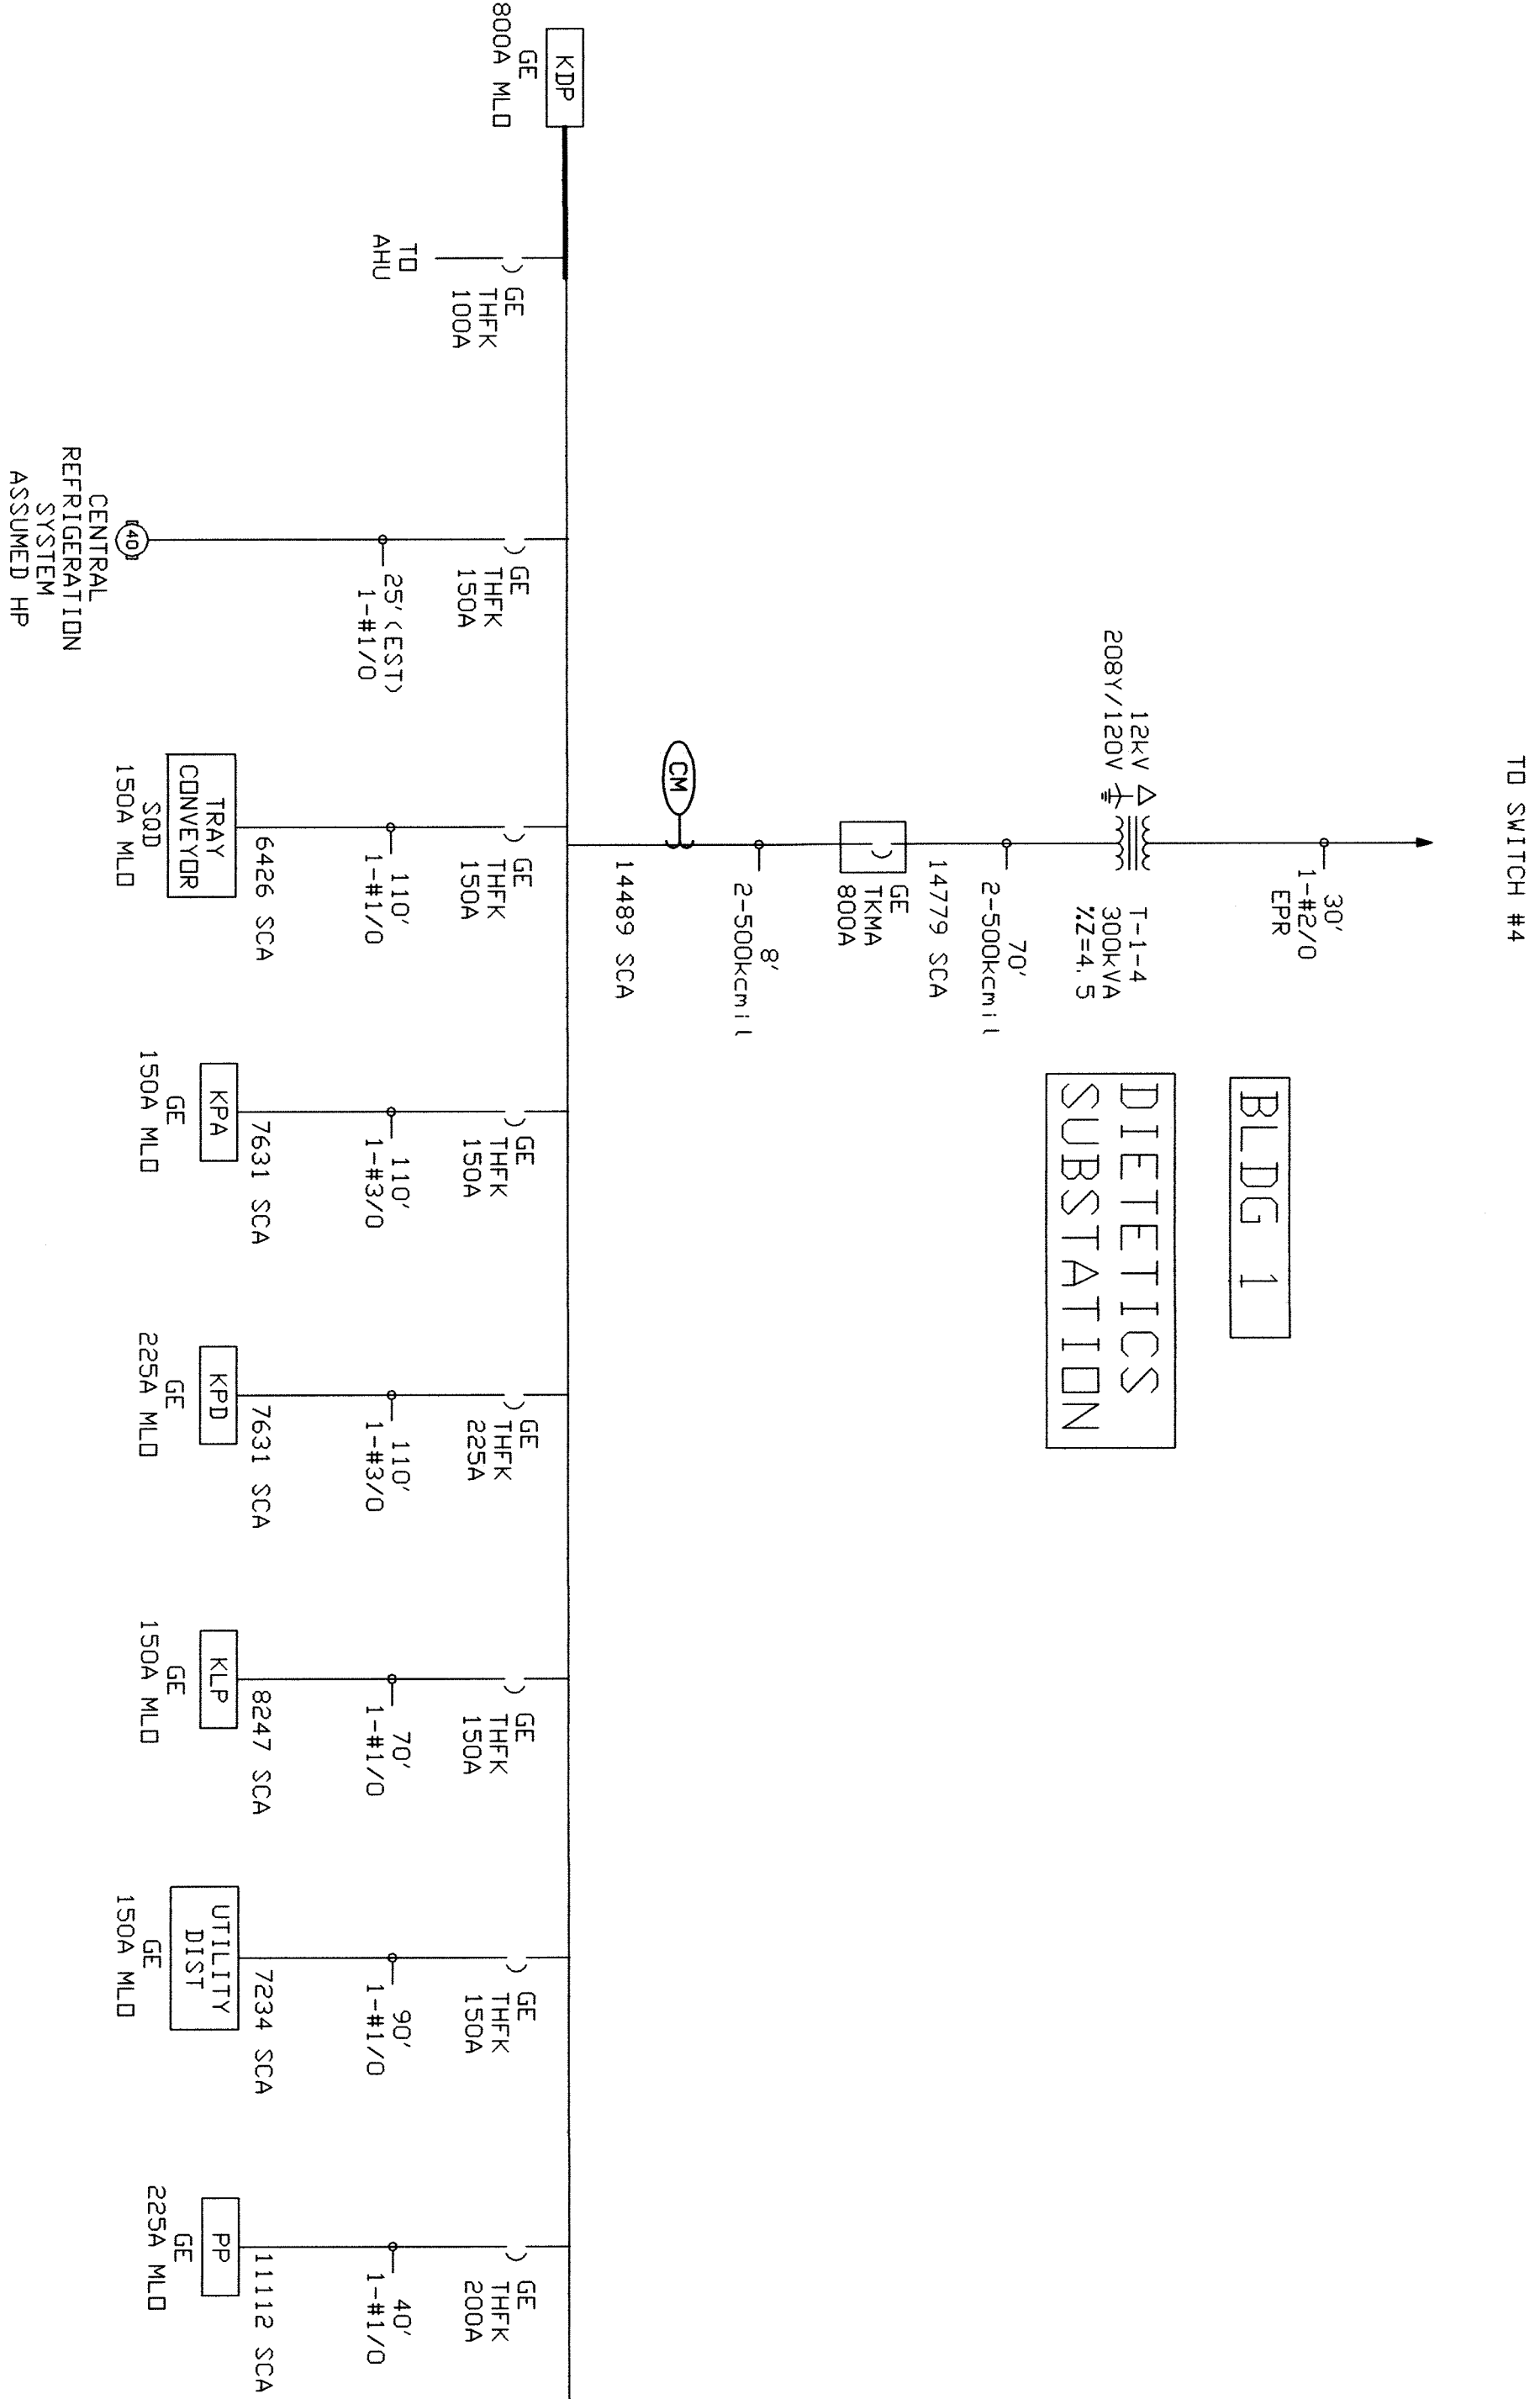 TO SWITCH #4
30'
1-#2/0
EPR
BLDG 1
12kV
208Y/120V
T-1-4
300kVA
%Z=4.5
DIETETICS
SUBSTATION
70'
2-500kcmil
14779 SCA
GE
TKMA
800A
8'
2-500kcmil
CM
14489 SCA
KDP
GE
800A MLO
GE
THFK
100A
TO
AHU
GE
THFK
150A
25'(EST)
1-#1/0
40
CENTRAL
REFRIGERATION
SYSTEM
ASSUMED HP
GE
THFK
150A
110'
1-#1/0
6426 SCA
TRAY
CONVEYOR
SQD
150A MLO
GE
THFK
150A
110'
1-#3/0
7631 SCA
KPA
GE
150A MLO
GE
THFK
225A
110'
1-#3/0
7631 SCA
KPD
GE
225A MLO
GE
THFK
150A
70'
1-#1/0
8247 SCA
KLP
GE
150A MLO
GE
THFK
150A
90'
1-#1/0
7234 SCA
UTILITY
DIST
GE
150A MLO
GE
THFK
200A
40'
1-#1/0
11112 SCA
PP
GE
225A MLO